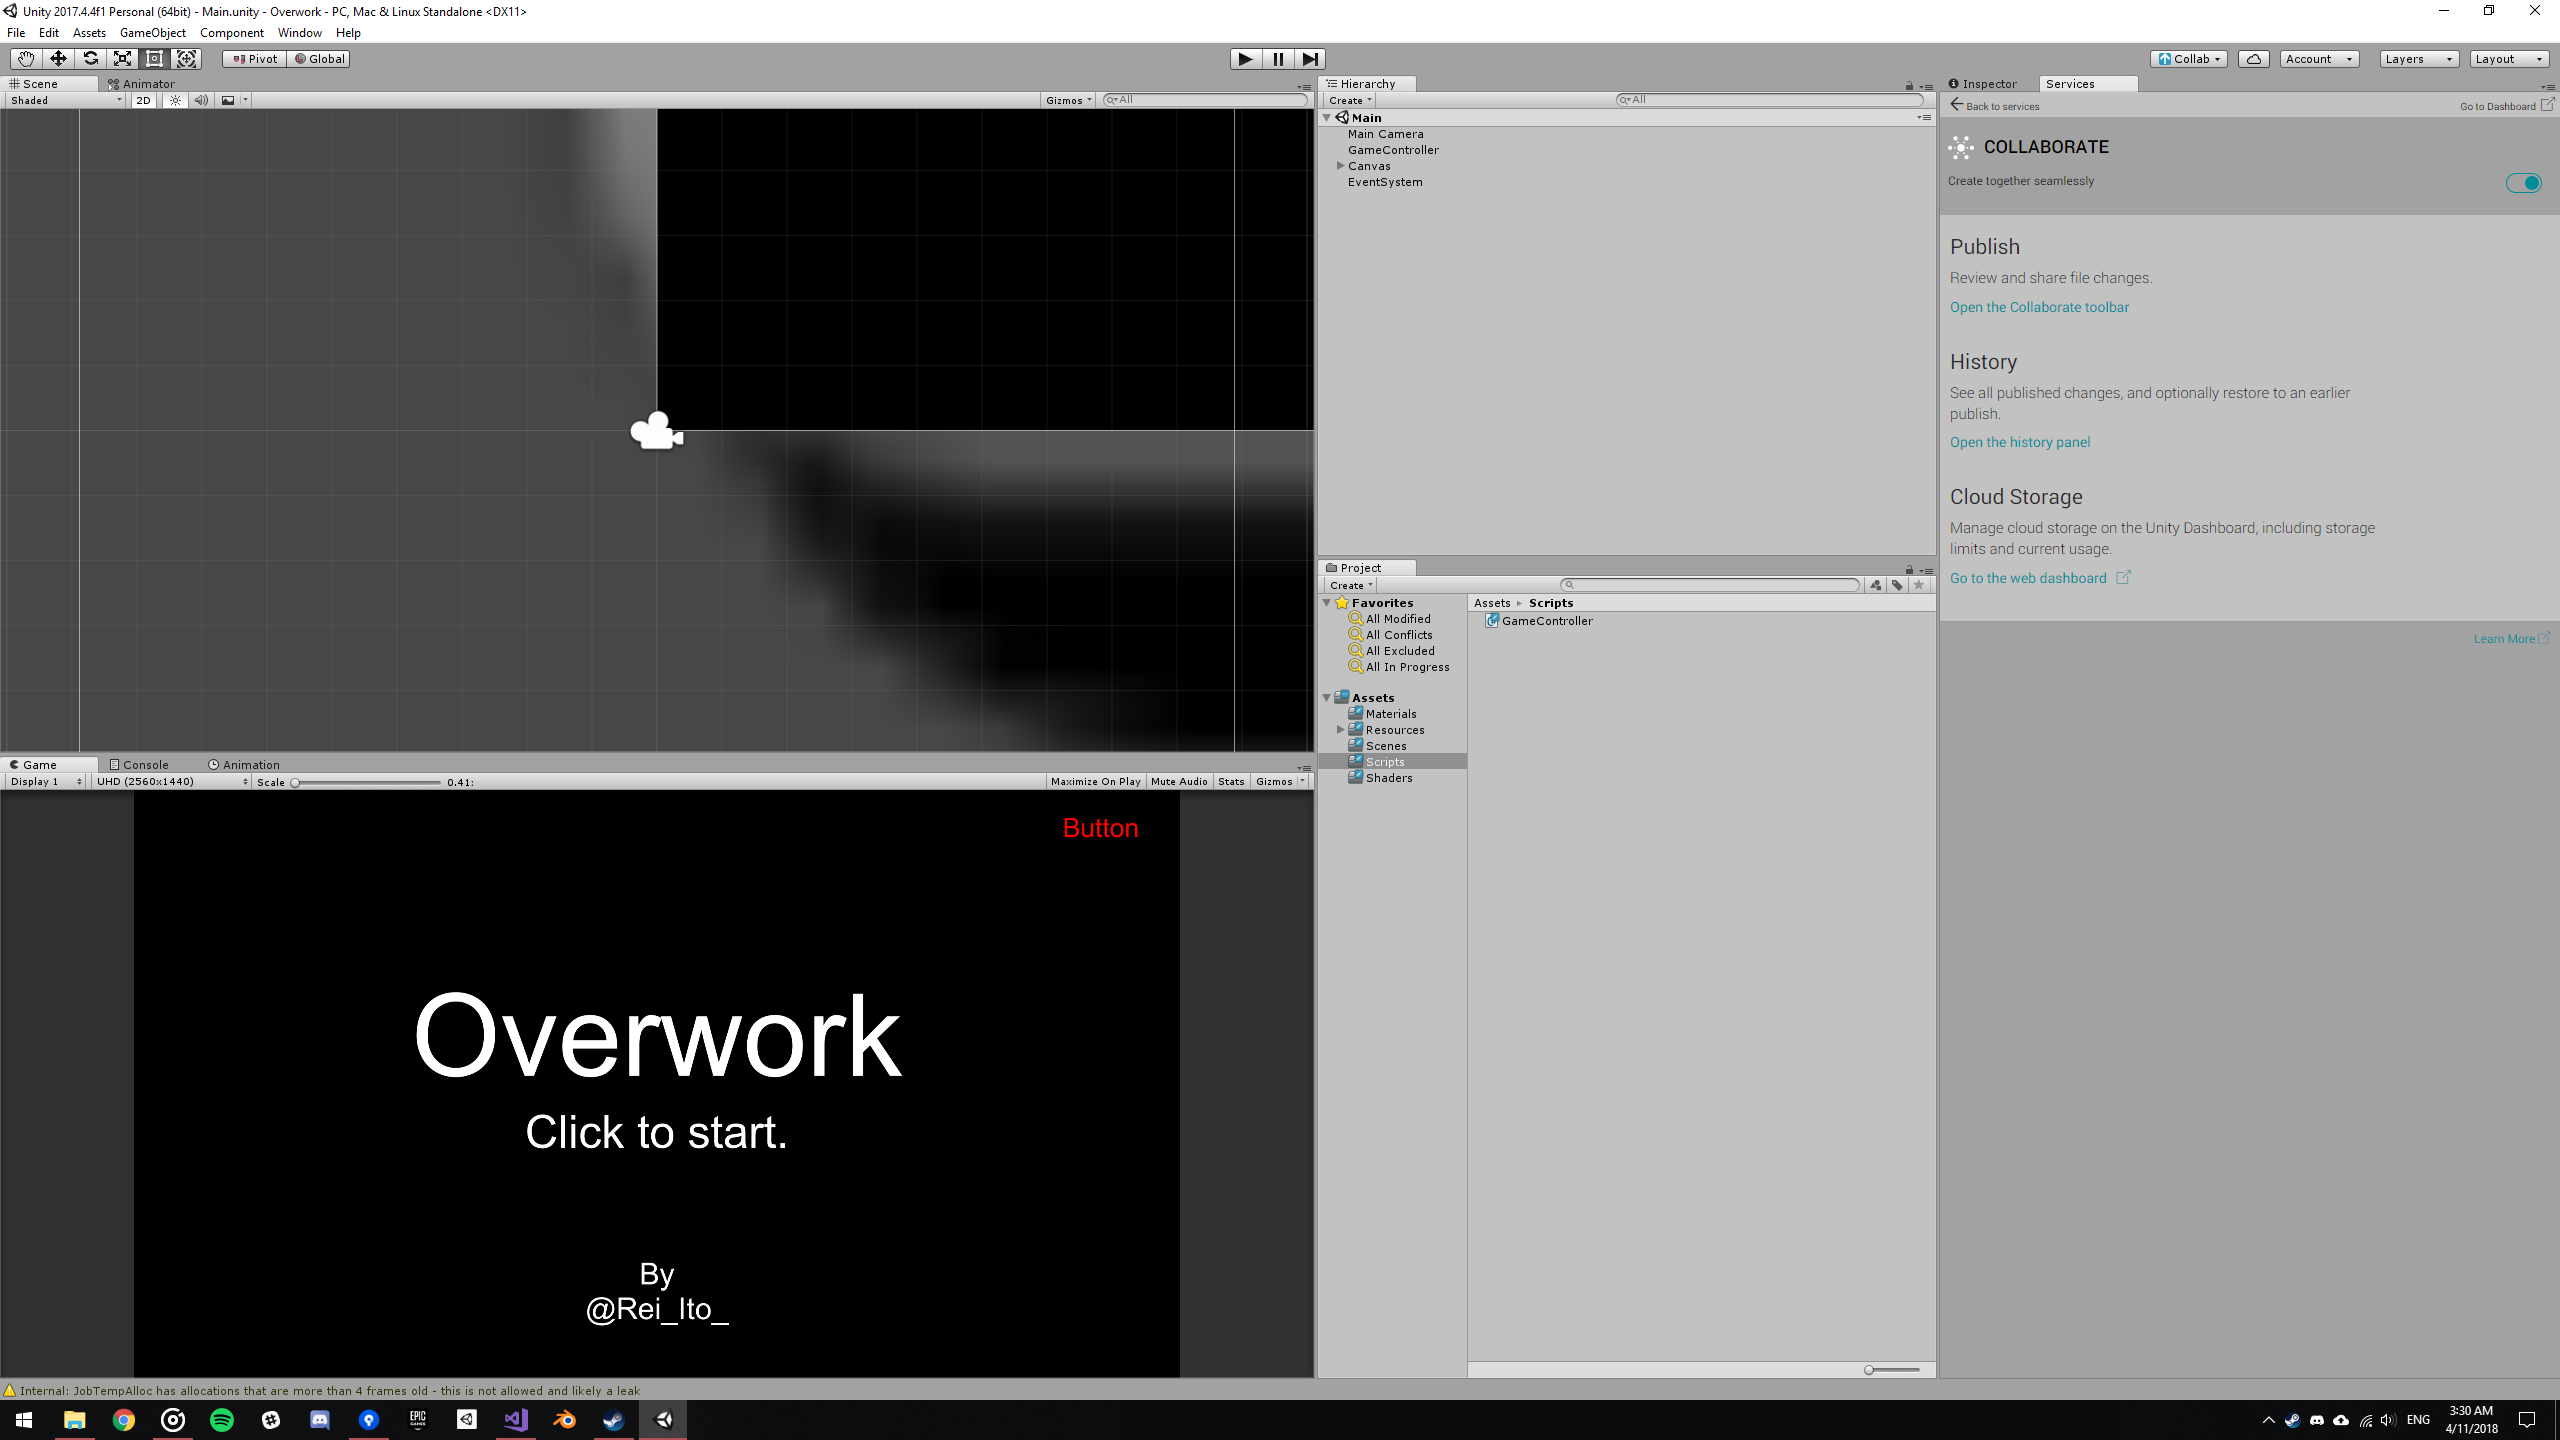 Unity 2017.4.4f1 Personal (64bit) - Main.unity - Overwork - PC, Mac & Linux Standalone <DX11>
File Edit Assets GameObject Component Window Help
Pivot Global
Collab Account Layers Layout
Scene Animator
Shaded 2D Gizmos All
Hierarchy
Create All
Main
Main Camera
GameController
Canvas
EventSystem
Inspector Services
Back to services Go to Dashboard
COLLABORATE
Create together seamlessly
Publish
Review and share file changes.
Open the Collaborate toolbar
History
See all published changes, and optionally restore to an earlier
publish.
Open the history panel
Cloud Storage
Manage cloud storage on the Unity Dashboard, including storage
limits and current usage.
Go to the web dashboard
Learn More
Project
Create
Favorites
All Modified
All Conflicts
All Excluded
All In Progress
Assets
Materials
Resources
Scenes
Scripts
Shaders
Assets Scripts
GameController
Game Console Animation
Display 1 UHD (2560x1440) Scale 0.41: Maximize On Play Mute Audio Stats Gizmos
Button
Overwork
Click to start.
By
@Rei_Ito_
Internal: JobTempAlloc has allocations that are more than 4 frames old - this is not allowed and likely a leak
EPIC
GAMES
ENG
3:30 AM
4/11/2018